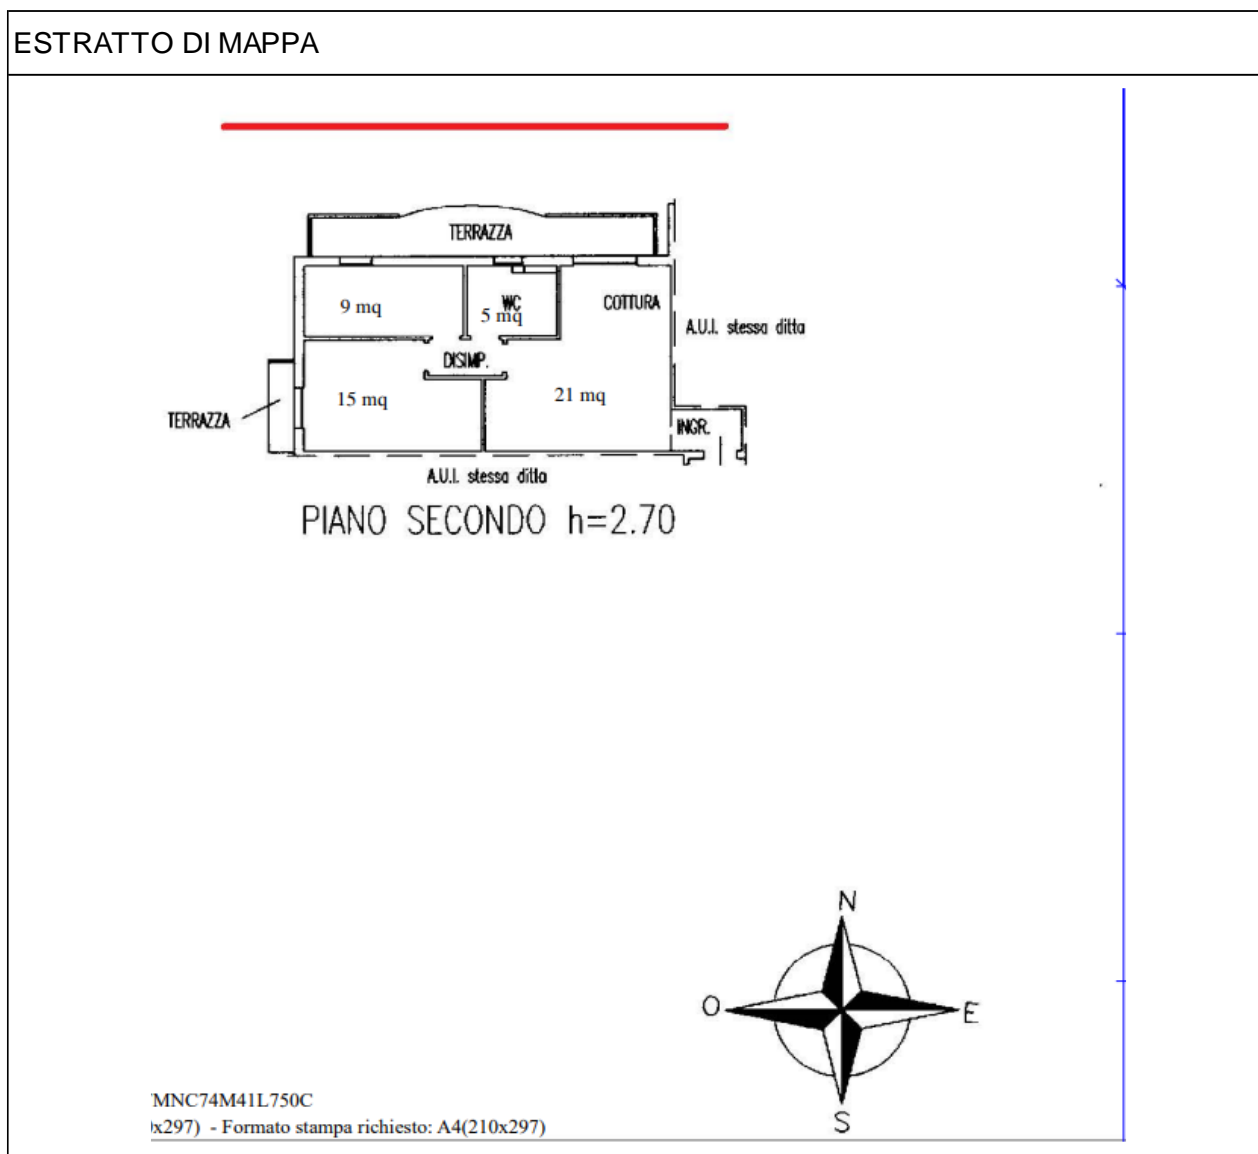 ESTRATTO DI MAPPA
TERRAZZA
9 mq
WC
5 mq
COTTURA
A.U.I. stessa ditta
DISIMP.
15 mq
21 mq
TERRAZZA
INGR.
A.U.I. stessa ditta
PIANO SECONDO h=2.70
N
O
E
S
MNC74M41L750C
x297) - Formato stampa richiesto: A4(210x297)